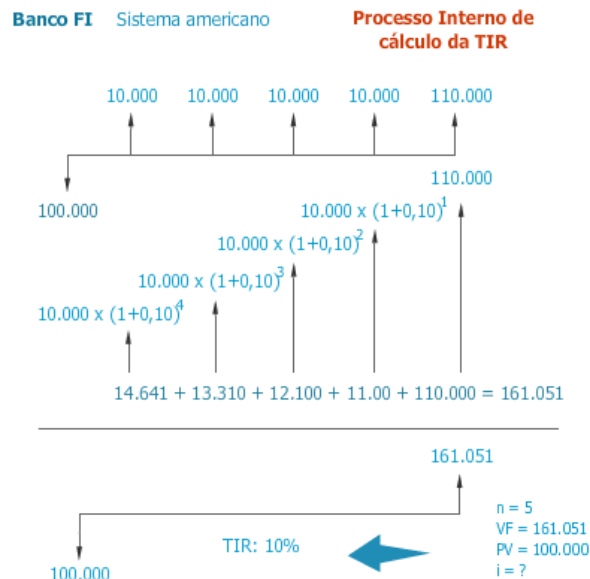 Banco FI Sistema americano
Processo Interno de
cálculo da TIR
10.000 10.000 10.000 10.000 110.000
100.000
110.000
10.000 x (1+0,10)1
10.000 x (1+0,10)2
10.000 x (1+0,10)3
10.000 x (1+0,10)4
14.641 + 13.310 + 12.100 + 11.00 + 110.000 = 161.051
161.051
n = 5
VF = 161.051
PV = 100.000
i = ?
TIR: 10%
100.000